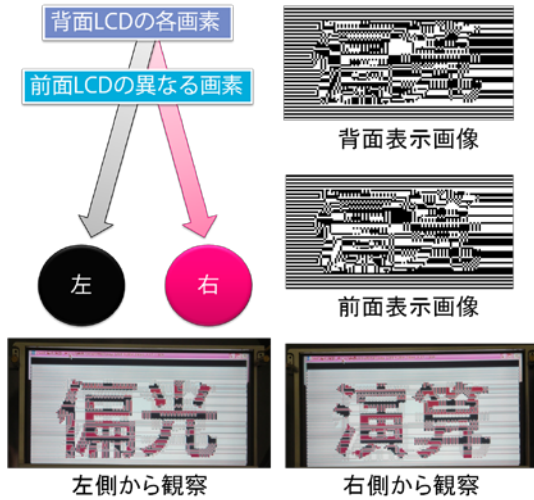 背面LCDの各画素
前面LCDの異なる画素
左
右
背面表示画像
前面表示画像
偏光
左側から観察
演算
右側から観察